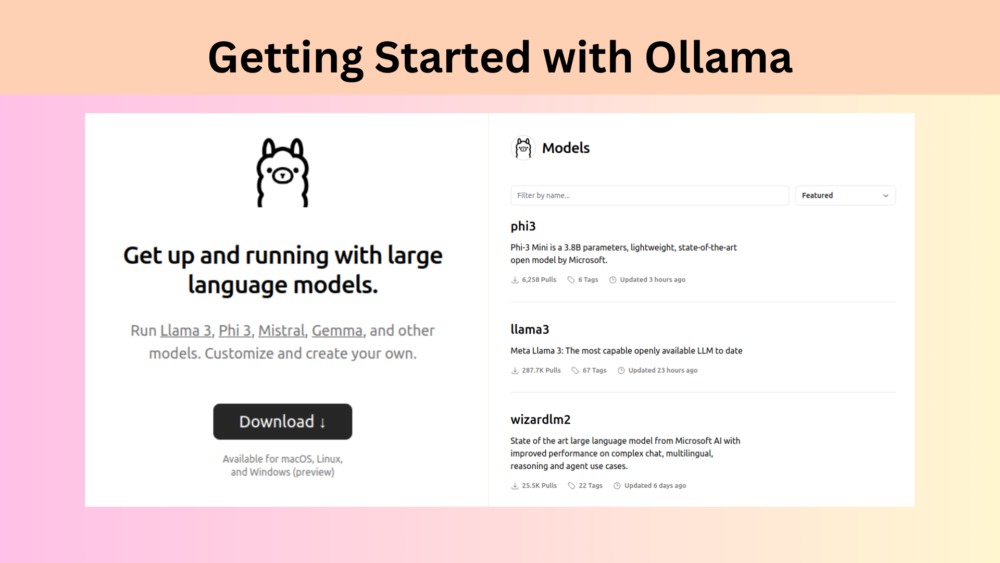 Getting Started with Ollama
Get up and running with large
language models.
Run Llama 3, Phi 3, Mistral, Gemma, and other
models. Customize and create your own.
Download ↓
Available for macOS, Linux,
and Windows (preview)
Models
Filter by name...
Featured
phi3
Phi-3 Mini is a 3.8B parameters, lightweight, state-of-the-art
open model by Microsoft.
6,258 Pulls 6 Tags Updated 3 hours ago
llama3
Meta Llama 3: The most capable openly available LLM to date
287.7K Pulls 67 Tags Updated 23 hours ago
wizardlm2
State of the art large language model from Microsoft AI with
improved performance on complex chat, multilingual,
reasoning and agent use cases.
25.5K Pulls 22 Tags Updated 6 days ago